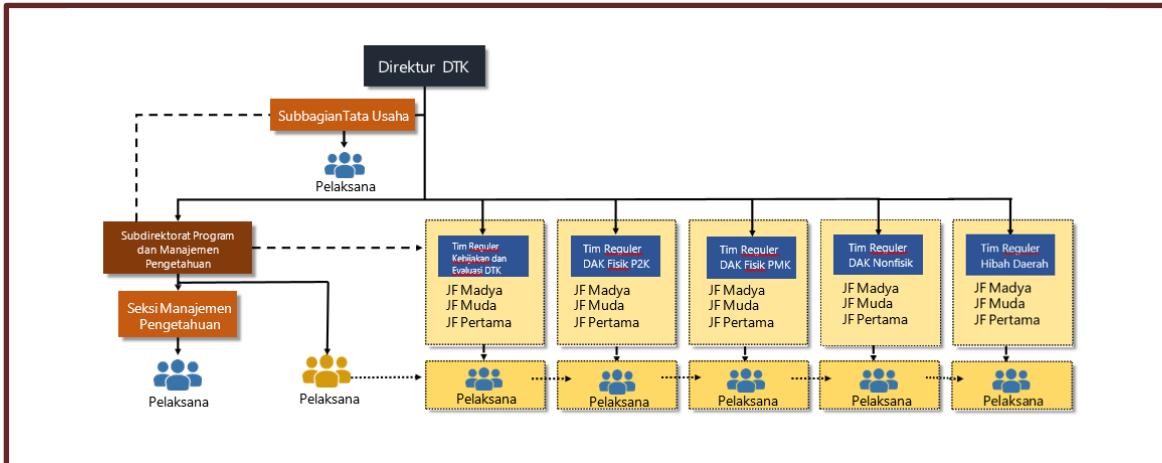 Direktur DTK
SubbagianTata Usaha
Pelaksana
Subdirektorat Program
dan Manajemen
Pengetahuan
Seksi Manajemen
Pengetahuan
Pelaksana
Pelaksana
Tim Reguler
Kebijakan dan
Evaluasi DTK
JF Madya
JF Muda
JF Pertama
Pelaksana
Tim Reguler
DAK Fisik P2K
JF Madya
JF Muda
JF Pertama
Pelaksana
Tim Reguler
DAK Fisik PMK
JF Madya
JF Muda
JF Pertama
Pelaksana
Tim Reguler
DAK Nonfisik
JF Madya
JF Muda
JF Pertama
Pelaksana
Tim Reguler
Hibah Daerah
JF Madya
JF Muda
JF Pertama
Pelaksana